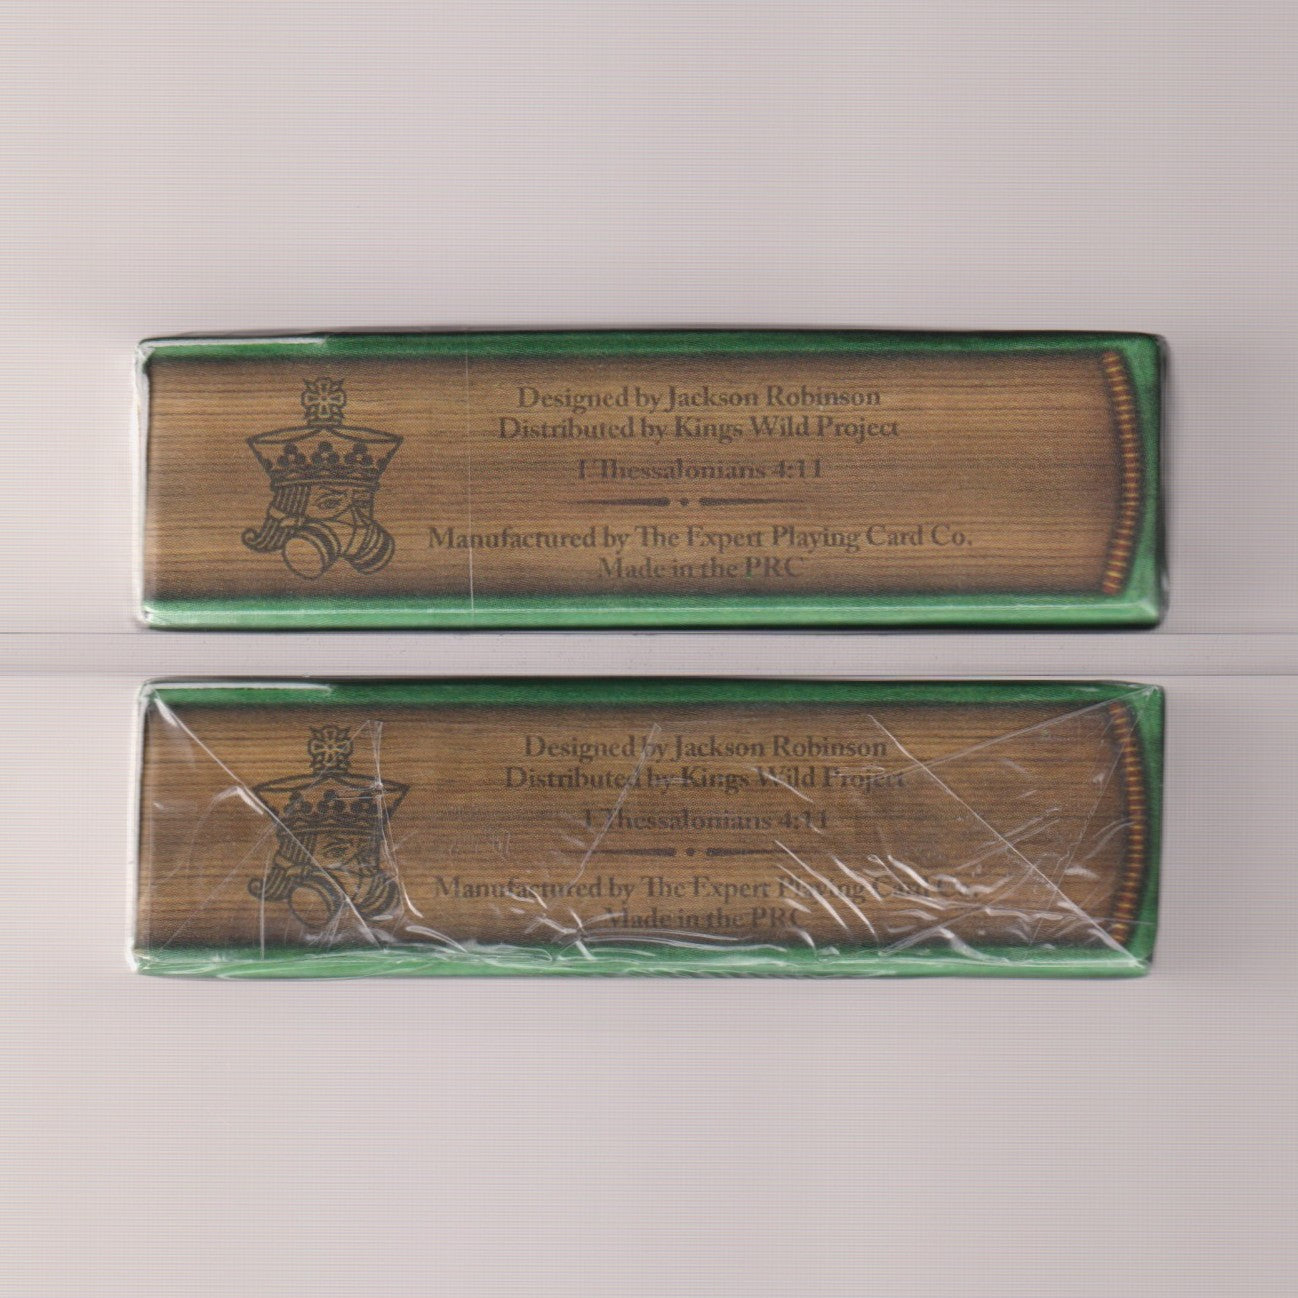 Designed by Jackson Robinson
Distributed by Kings Wild Project
1 Thessalonians 4:11
Manufactured by The Expert Playing Card Co.
Made in the PRC
Designed by Jackson Robinson
Distributed by Kings Wild Project
1 Thessalonians 4:11
Manufactured by The Expert Playing Card Co.
Made in the PRC